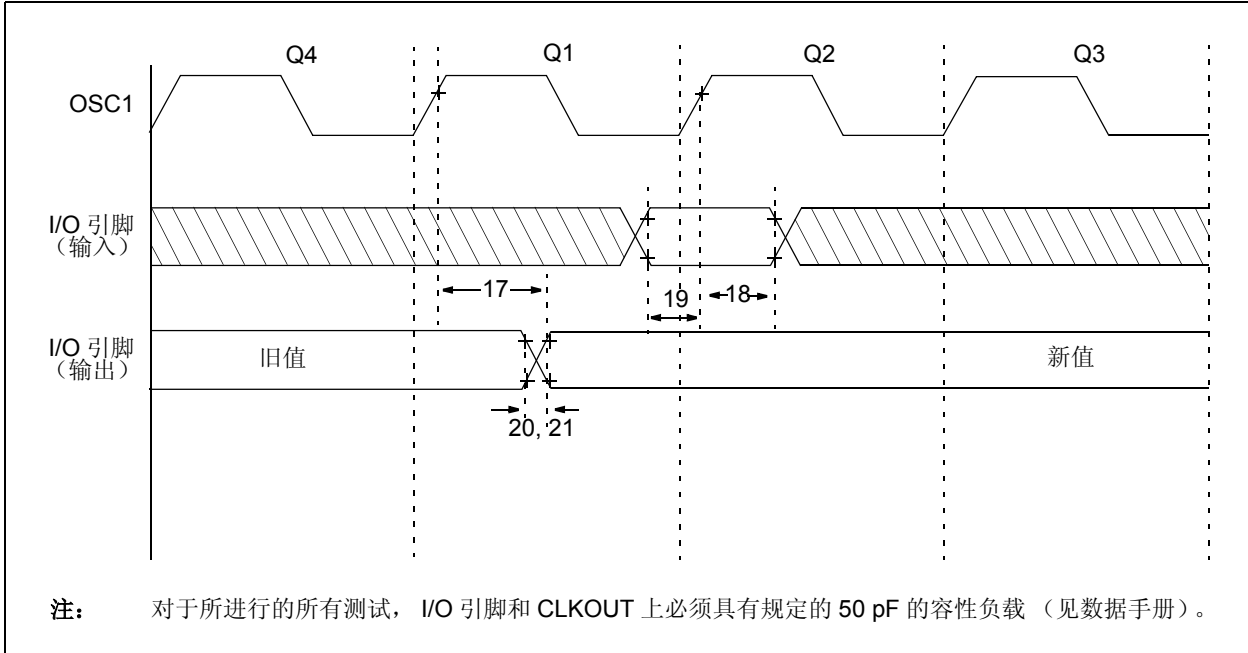 Q4
Q1
Q2
Q3
OSC1
I/O 引脚
（输入）
17
19
18
I/O 引脚
（输出）
旧值
新值
20, 21
注： 对于所进行的所有测试， I/O 引脚和 CLKOUT 上必须具有规定的 50 pF 的容性负载 （见数据手册）。